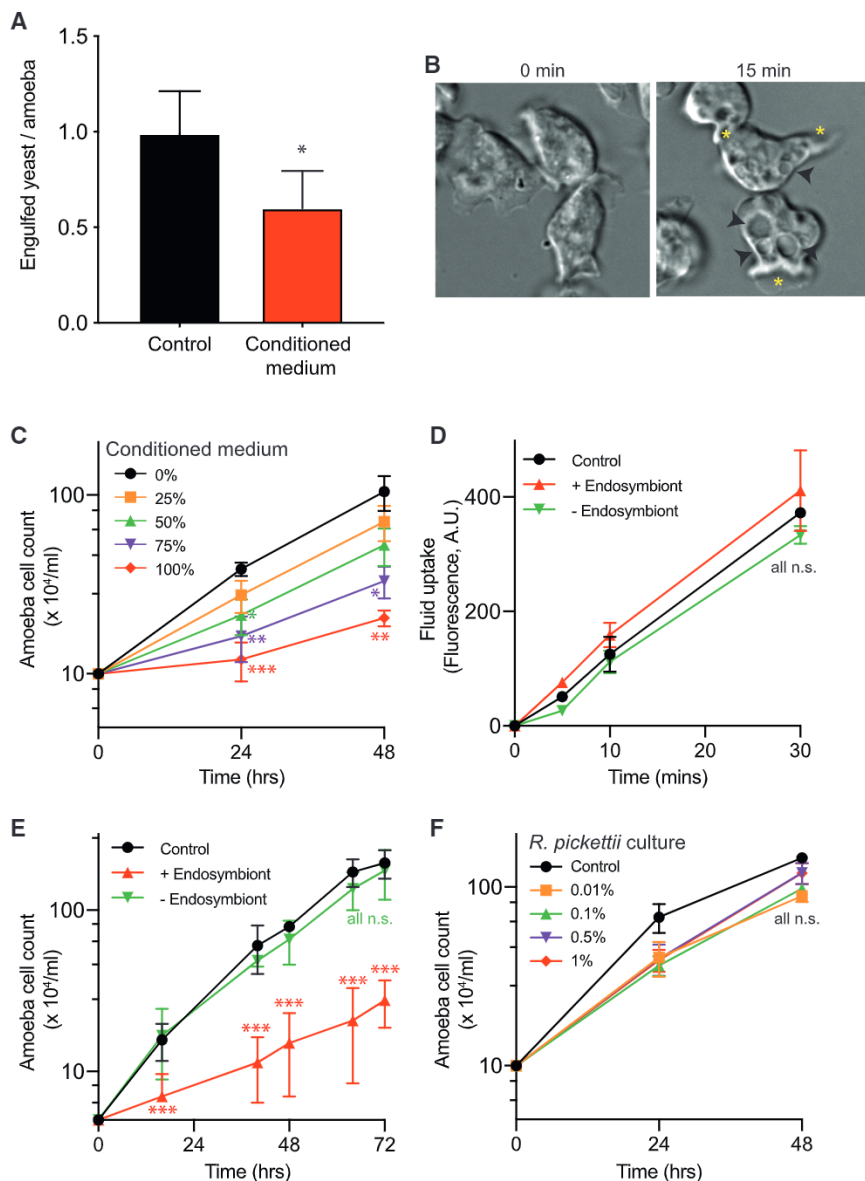 A
1.5
1.0
0.5
0.0
Engulfed yeast / amoeba
*
Control
Conditioned
medium
B
0 min
15 min
*
*
*
C
Conditioned medium
0%
25%
50%
75%
100%
100
10
Amoeba cell count
(x 10⁴/ml)
*
**
***
*
**
0
24
48
Time (hrs)
D
Control
+ Endosymbiont
- Endosymbiont
400
200
0
Fluid uptake
(Fluorescence, A.U.)
all n.s.
0
10
20
30
Time (mins)
E
Control
+ Endosymbiont
- Endosymbiont
100
10
Amoeba cell count
(x 10⁴/ml)
all n.s.
***
***
***
***
***
0
24
48
72
Time (hrs)
F
R. pickettii culture
Control
0.01%
0.1%
0.5%
1%
100
10
Amoeba cell count
(x 10⁴/ml)
all n.s.
0
24
48
Time (hrs)